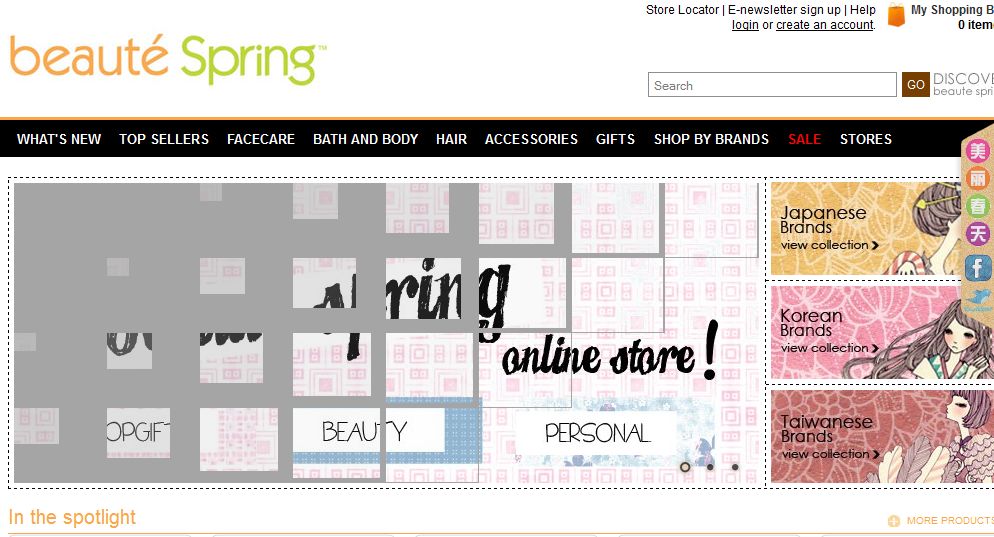 Store Locator | E-newsletter sign up | Help
My Shopping B
login or create an account.
0 item
beauté Spring™
Search
GO
DISCOVE
beaute spri
WHAT'S NEW TOP SELLERS FACECARE BATH AND BODY HAIR ACCESSORIES GIFTS SHOP BY BRANDS SALE STORES
美
丽
春
天
f
Japanese
Brands
view collection
Korean
Brands
view collection
Taiwanese
Brands
view collection
spring
online store!
OPGIFT
BEAUTY
PERSONAL
In the spotlight
MORE PRODUCTS